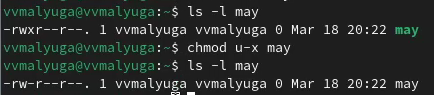 vvmalyuga@vvmalyuga:~$ ls -l may
-rwxr--r--. 1 vvmalyuga vvmalyuga 0 Mar 18 20:22 may
vvmalyuga@vvmalyuga:~$ chmod u-x may
vvmalyuga@vvmalyuga:~$ ls -l may
-rw-r--r--. 1 vvmalyuga vvmalyuga 0 Mar 18 20:22 may